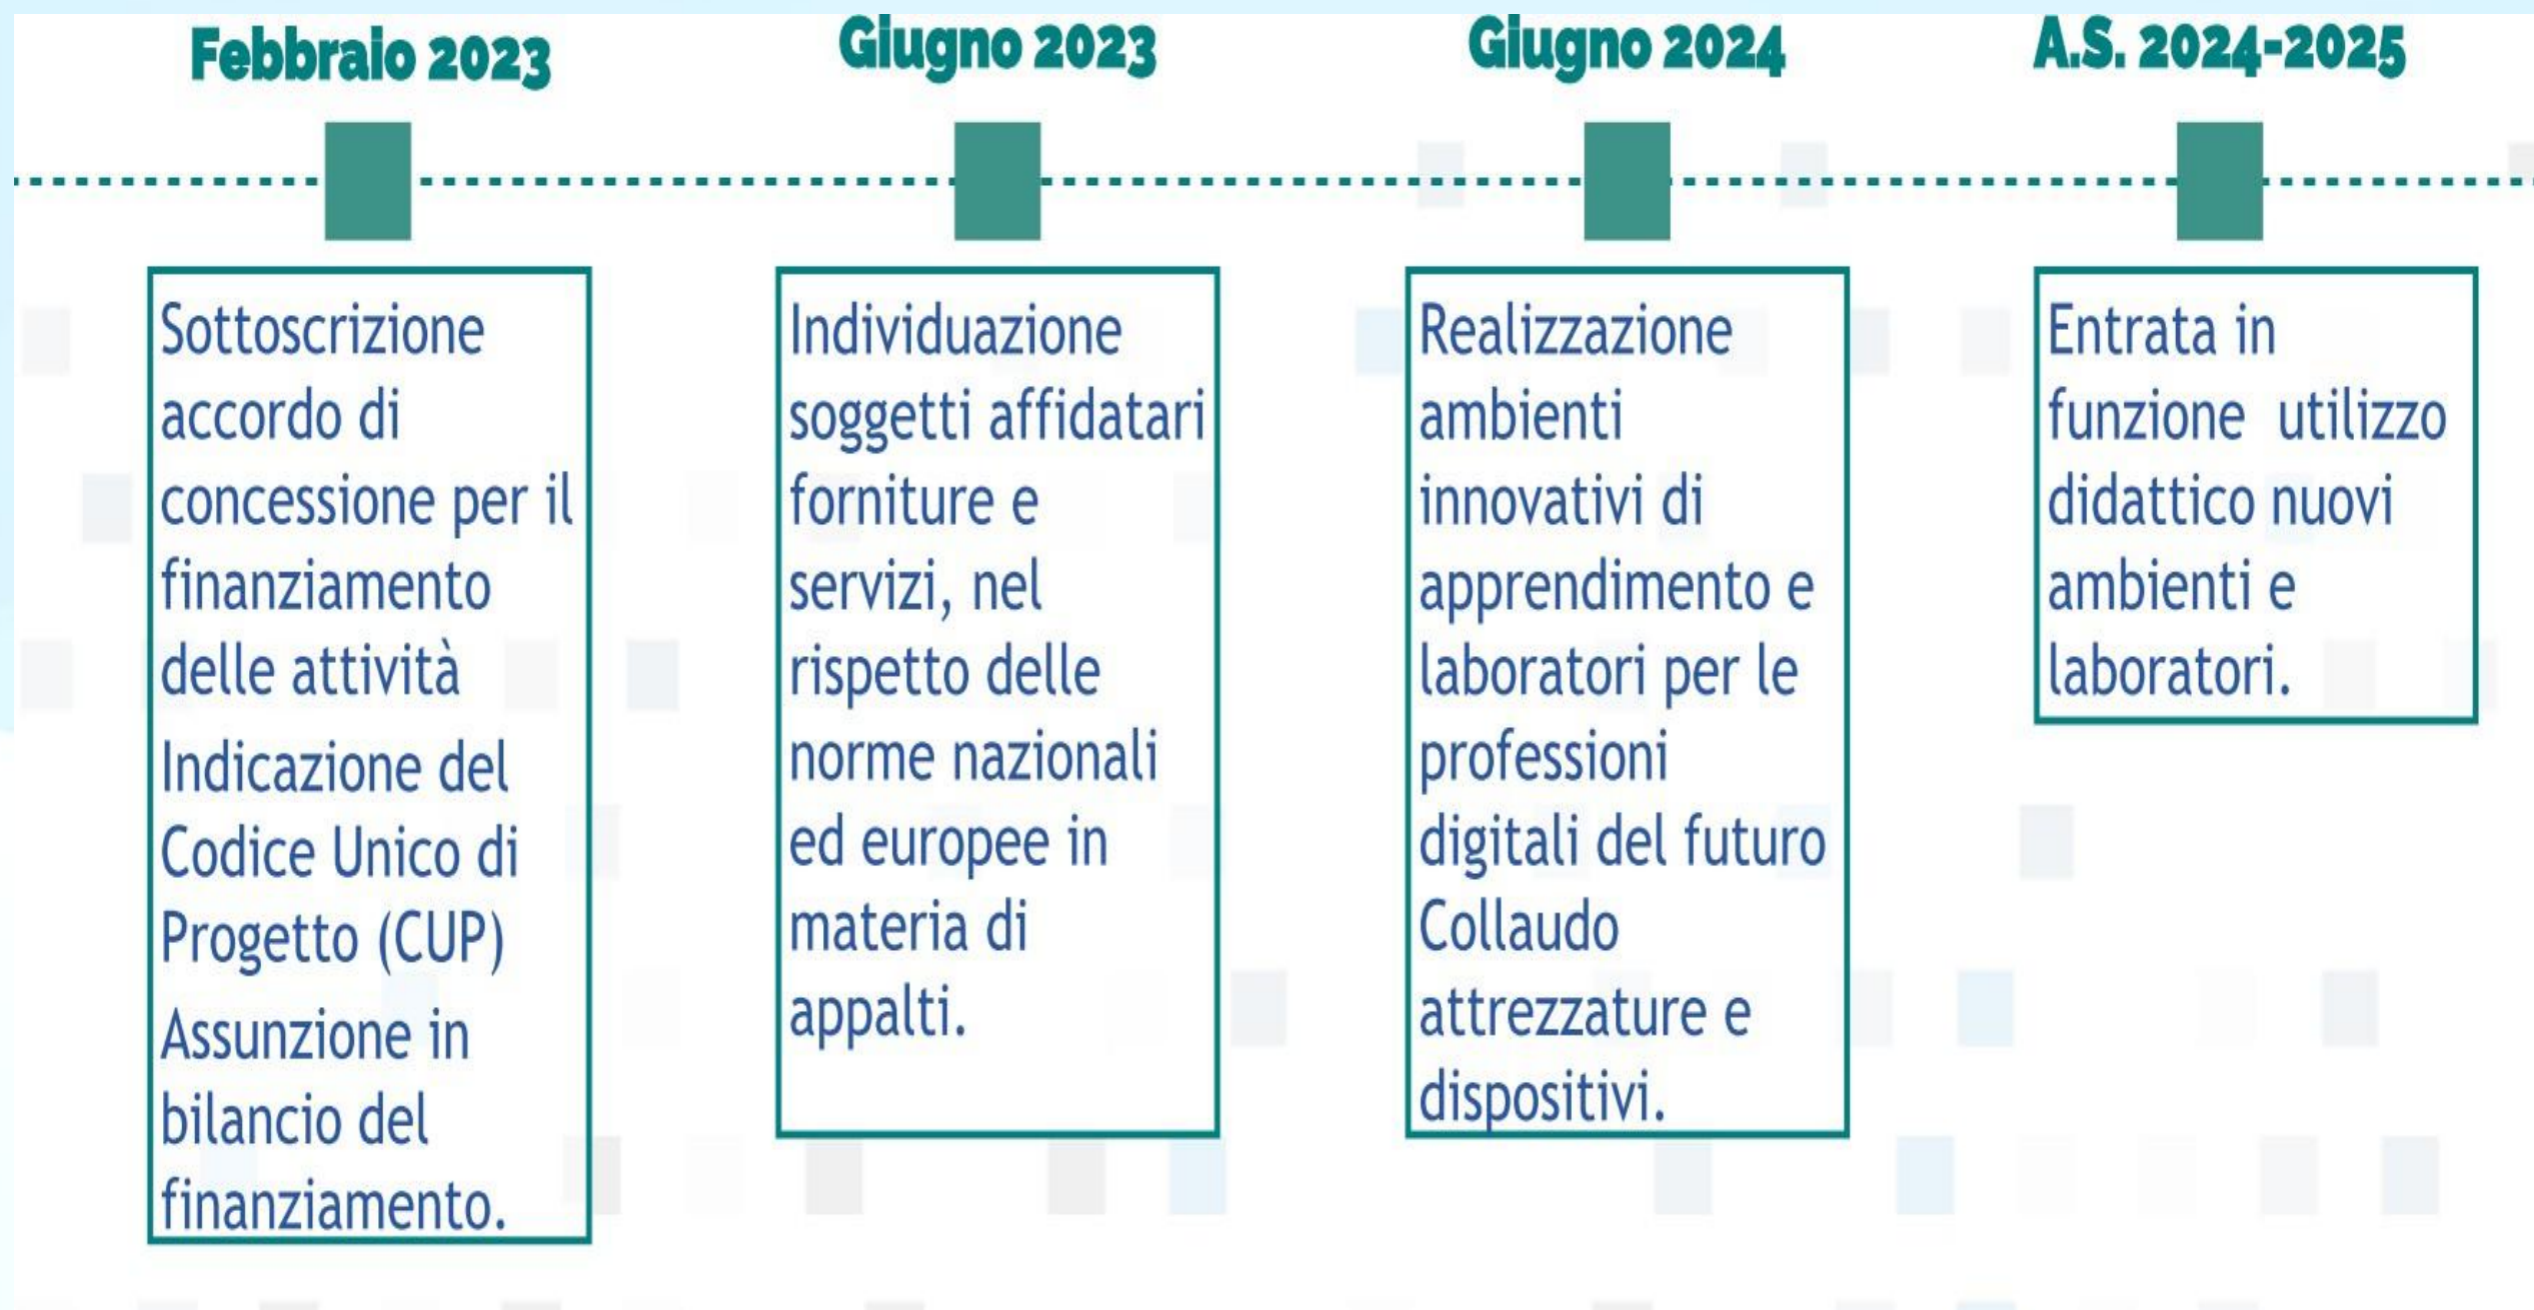 Febbraio 2023
Giugno 2023
Giugno 2024
A.S. 2024-2025
Sottoscrizione
accordo di
concessione per il
finanziamento
delle attività
Indicazione del
Codice Unico di
Progetto (CUP)
Assunzione in
bilancio del
finanziamento.
Individuazione
soggetti affidatari
forniture e
servizi, nel
rispetto delle
norme nazionali
ed europee in
materia di
appalti.
Realizzazione
ambienti
innovativi di
apprendimento e
laboratori per le
professioni
digitali del futuro
Collaudo
attrezzature e
dispositivi.
Entrata in
funzione  utilizzo
didattico nuovi
ambienti e
laboratori.